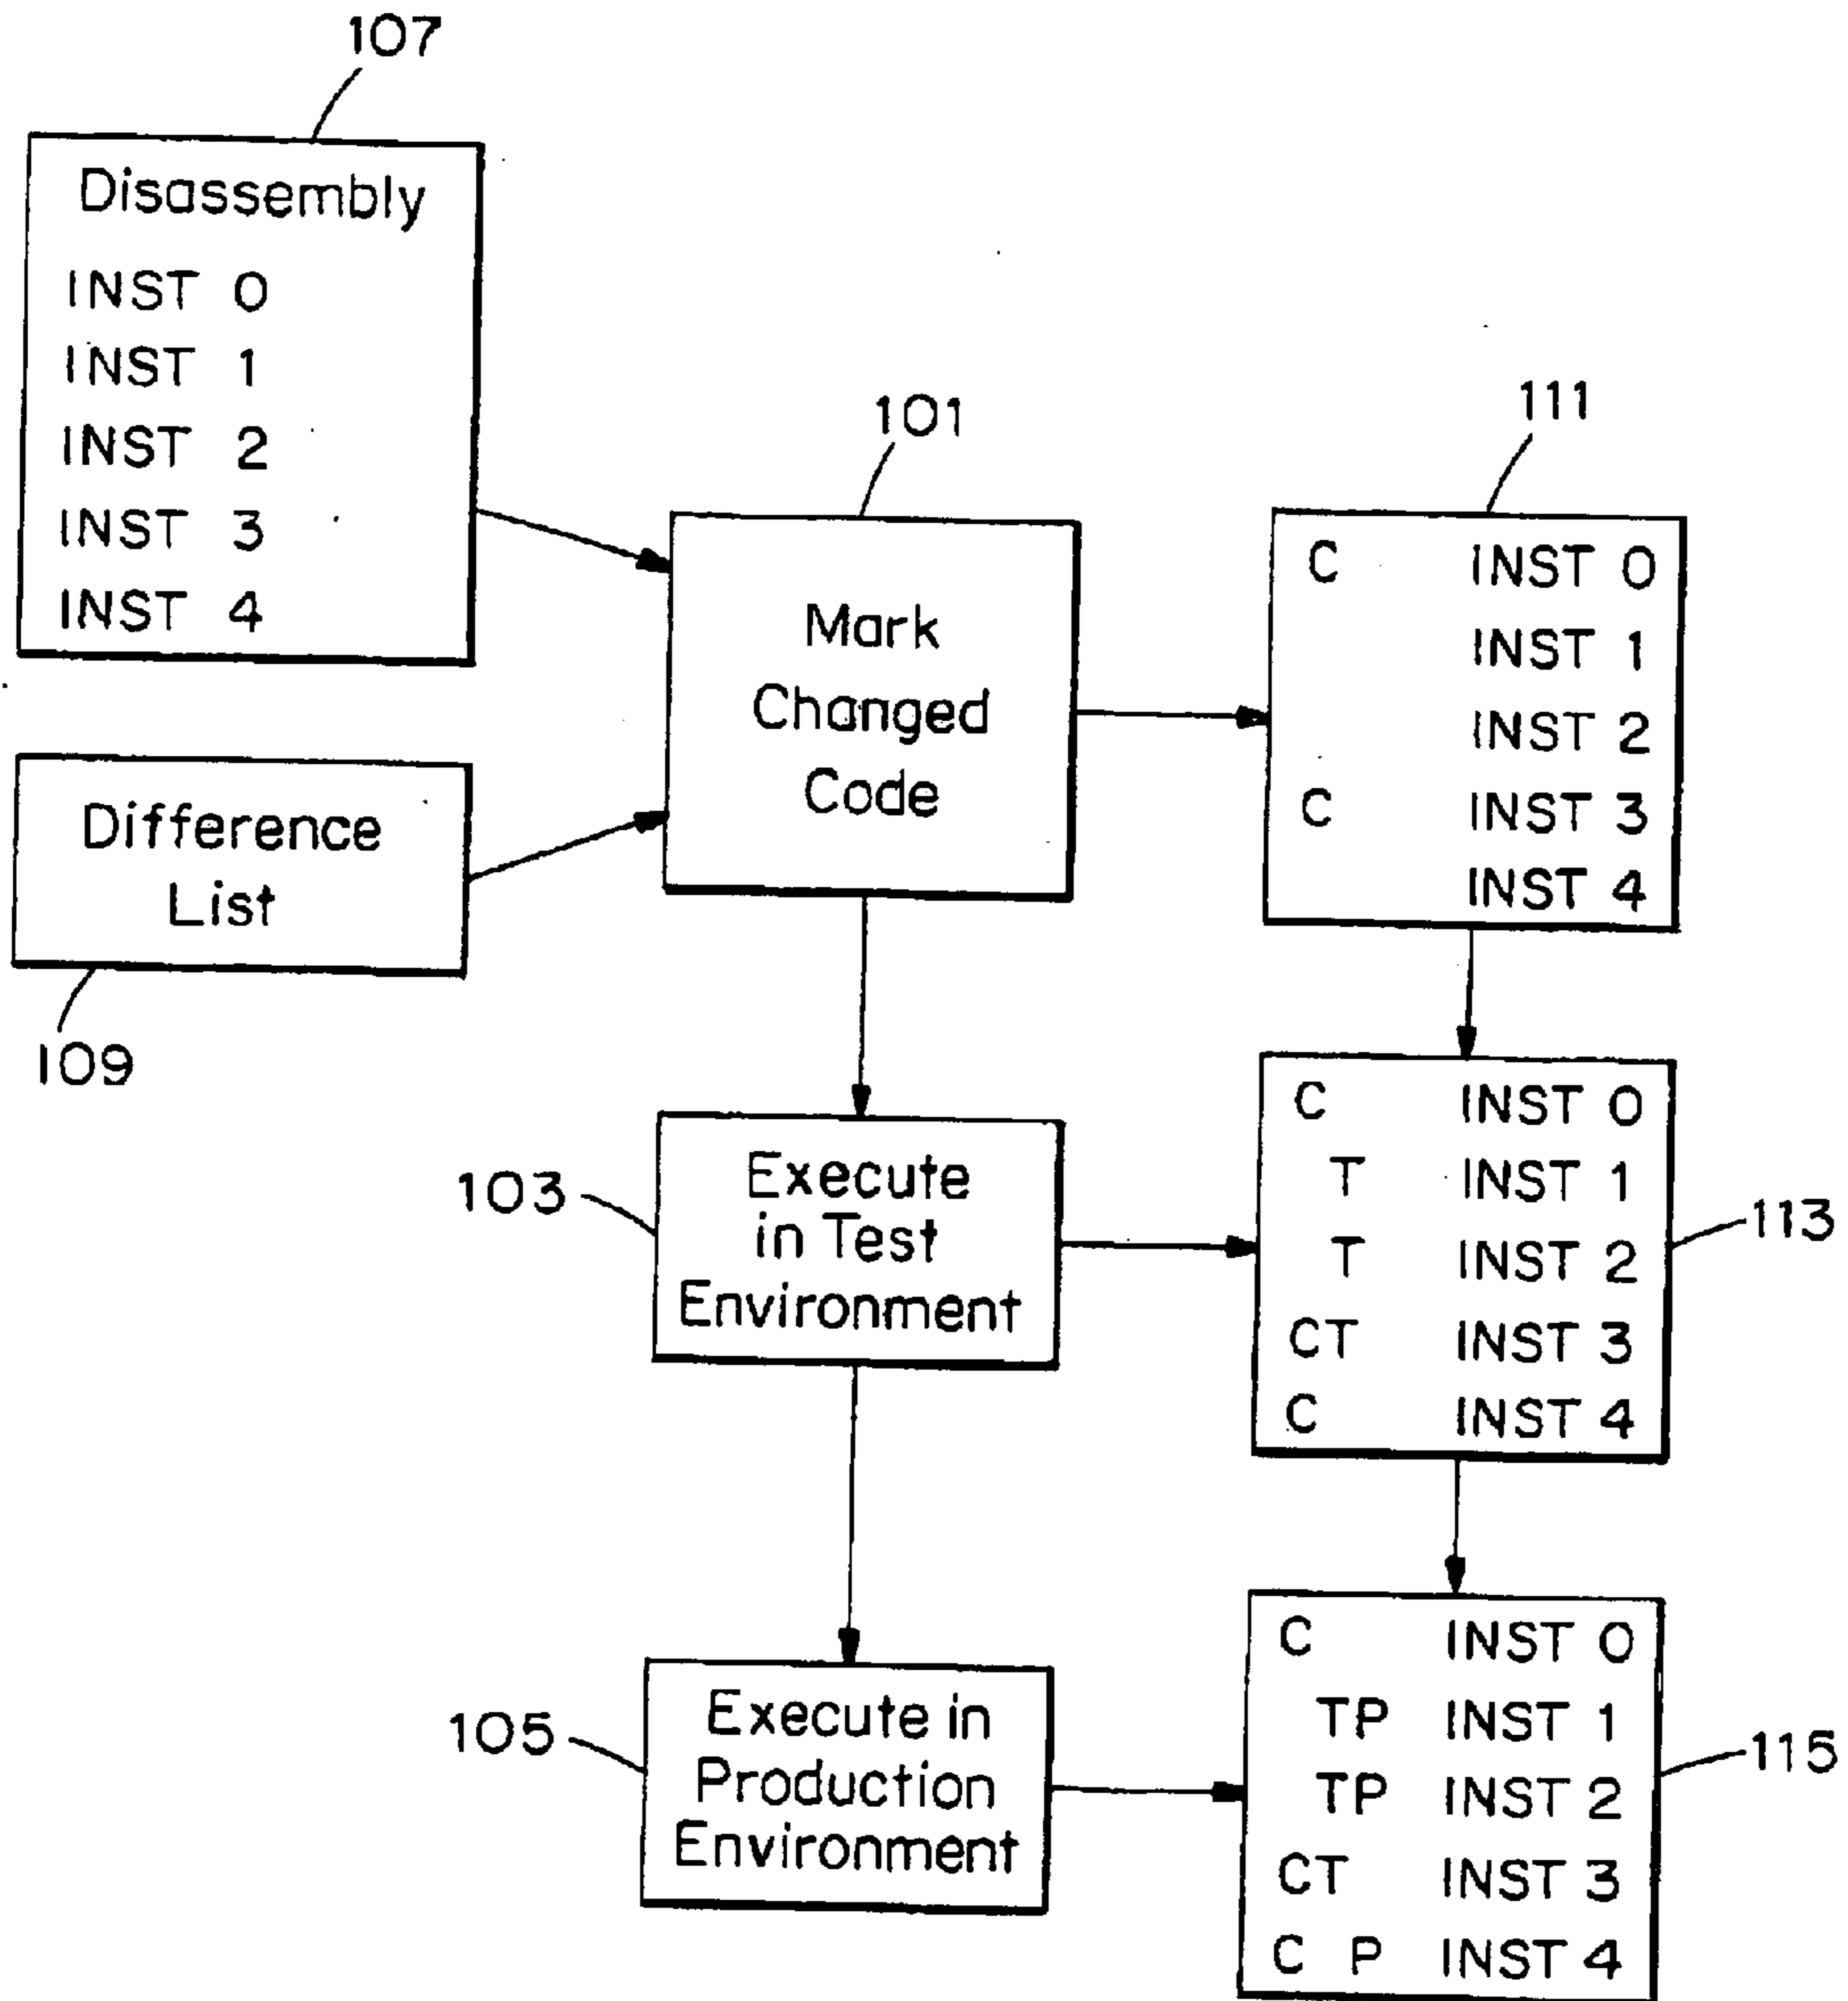 107
Disassembly
INST 0
INST 1
INST 2
INST 3
INST 4
Difference
List
109
101
Mark
Changed
Code
111
C INST 0
INST 1
INST 2
C INST 3
INST 4
103
Execute
in Test
Environment
C INST 0
T INST 1
T INST 2
CT INST 3
C INST 4
113
105
Execute in
Production
Environment
C INST 0
TP INST 1
TP INST 2
CT INST 3
C P INST 4
115